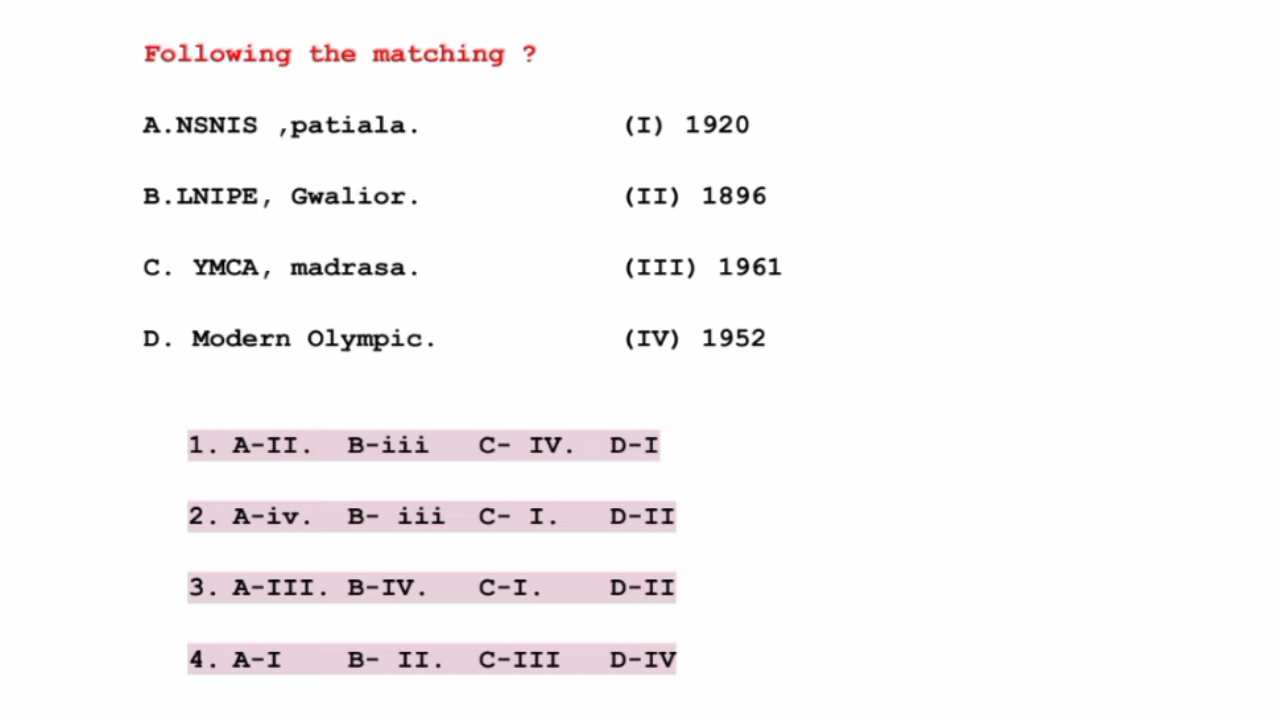 Following the matching ?
A.NSNIS ,patiala. (I) 1920
B.LNIPE, Gwalior. (II) 1896
C. YMCA, madrasa. (III) 1961
D. Modern Olympic. (IV) 1952
1. A-II. B-iii C- IV. D-I
2. A-iv. B- iii C- I. D-II
3. A-III. B-IV. C-I. D-II
4. A-I B- II. C-III D-IV